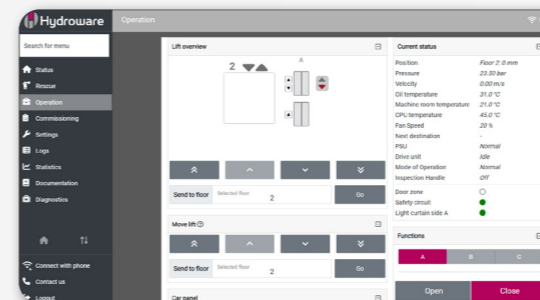 Hydroware
Operation
Search for menu
Status
Rescue
Operation
Commissioning
Settings
Logs
Statistics
Documentation
Diagnostics
Connect with phone
Contact us
Logout
Lift overview
2
A
Send to floor
Selected floor
2
Go
Move lift
Send to floor
Selected floor
2
Go
Car panel
Current status
Position Floor 2: 0 mm
Pressure 23.50 bar
Velocity 0.00 m/s
Oil temperature 31.0 °C
Machine room temperature 21.0 °C
CPU temperature 45.0 °C
Fan Speed 20 %
Next destination -
PSU Normal
Drive unit Idle
Mode of Operation Normal
Inspection Handle Off
Door zone
Safety circuit
Light curtain side A
Functions
A B C
Open Close